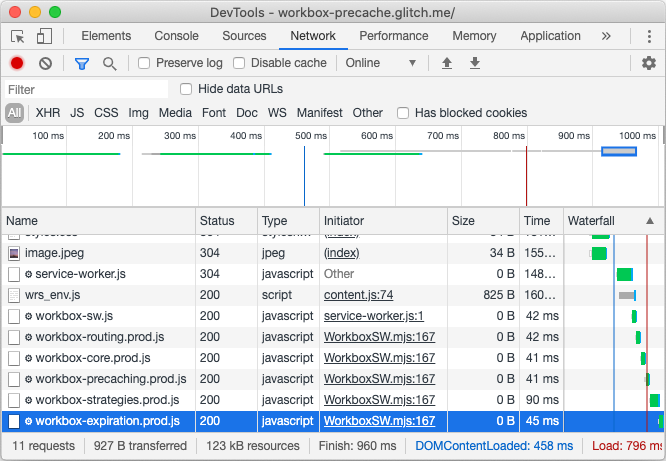 DevTools - workbox-precache.glitch.me/
Elements Console Sources Network Performance Memory Application »
Preserve log Disable cache Online
Filter Hide data URLs
All XHR JS CSS Img Media Font Doc WS Manifest Other Has blocked cookies
100 ms 200 ms 300 ms 400 ms 500 ms 600 ms 700 ms 800 ms 900 ms 1000 ms
Name Status Type Initiator Size Time Waterfall
image.jpeg 304 jpeg (index) 34 B 155…
service-worker.js 304 javascript Other 0 B 148…
wrs_env.js 200 script content.js:74 825 B 160…
workbox-sw.js 200 javascript service-worker.js:1 0 B 42 ms
workbox-routing.prod.js 200 javascript WorkboxSW.mjs:167 0 B 42 ms
workbox-core.prod.js 200 javascript WorkboxSW.mjs:167 0 B 41 ms
workbox-precaching.prod.js 200 javascript WorkboxSW.mjs:167 0 B 41 ms
workbox-strategies.prod.js 200 javascript WorkboxSW.mjs:167 0 B 90 ms
workbox-expiration.prod.js 200 javascript WorkboxSW.mjs:167 0 B 45 ms
11 requests 927 B transferred 123 kB resources Finish: 960 ms DOMContentLoaded: 458 ms Load: 796 ms